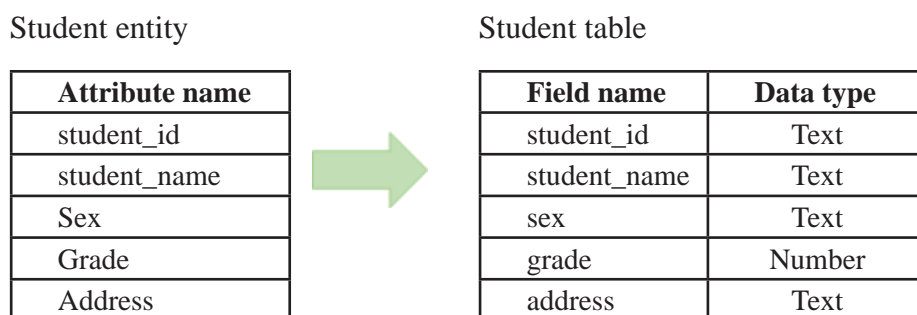 Student entity
Student table
Attribute name
student_id
student_name
Sex
Grade
Address
Field name Data type
student_id Text
student_name Text
sex Text
grade Number
address Text